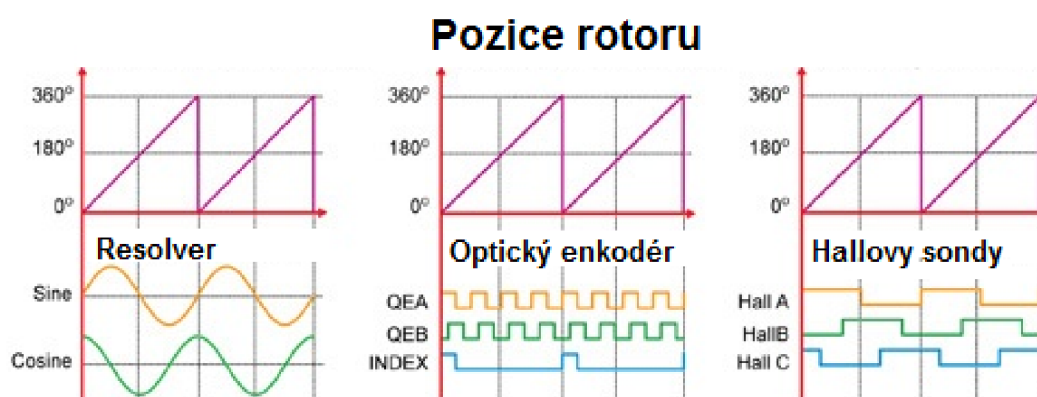 Pozice rotoru
360°
180°
0°
Resolver
Sine
Cosine
360°
180°
0°
Optický enkodér
QEA
QEB
INDEX
360°
180°
0°
Hallovy sondy
Hall A
HallB
Hall C